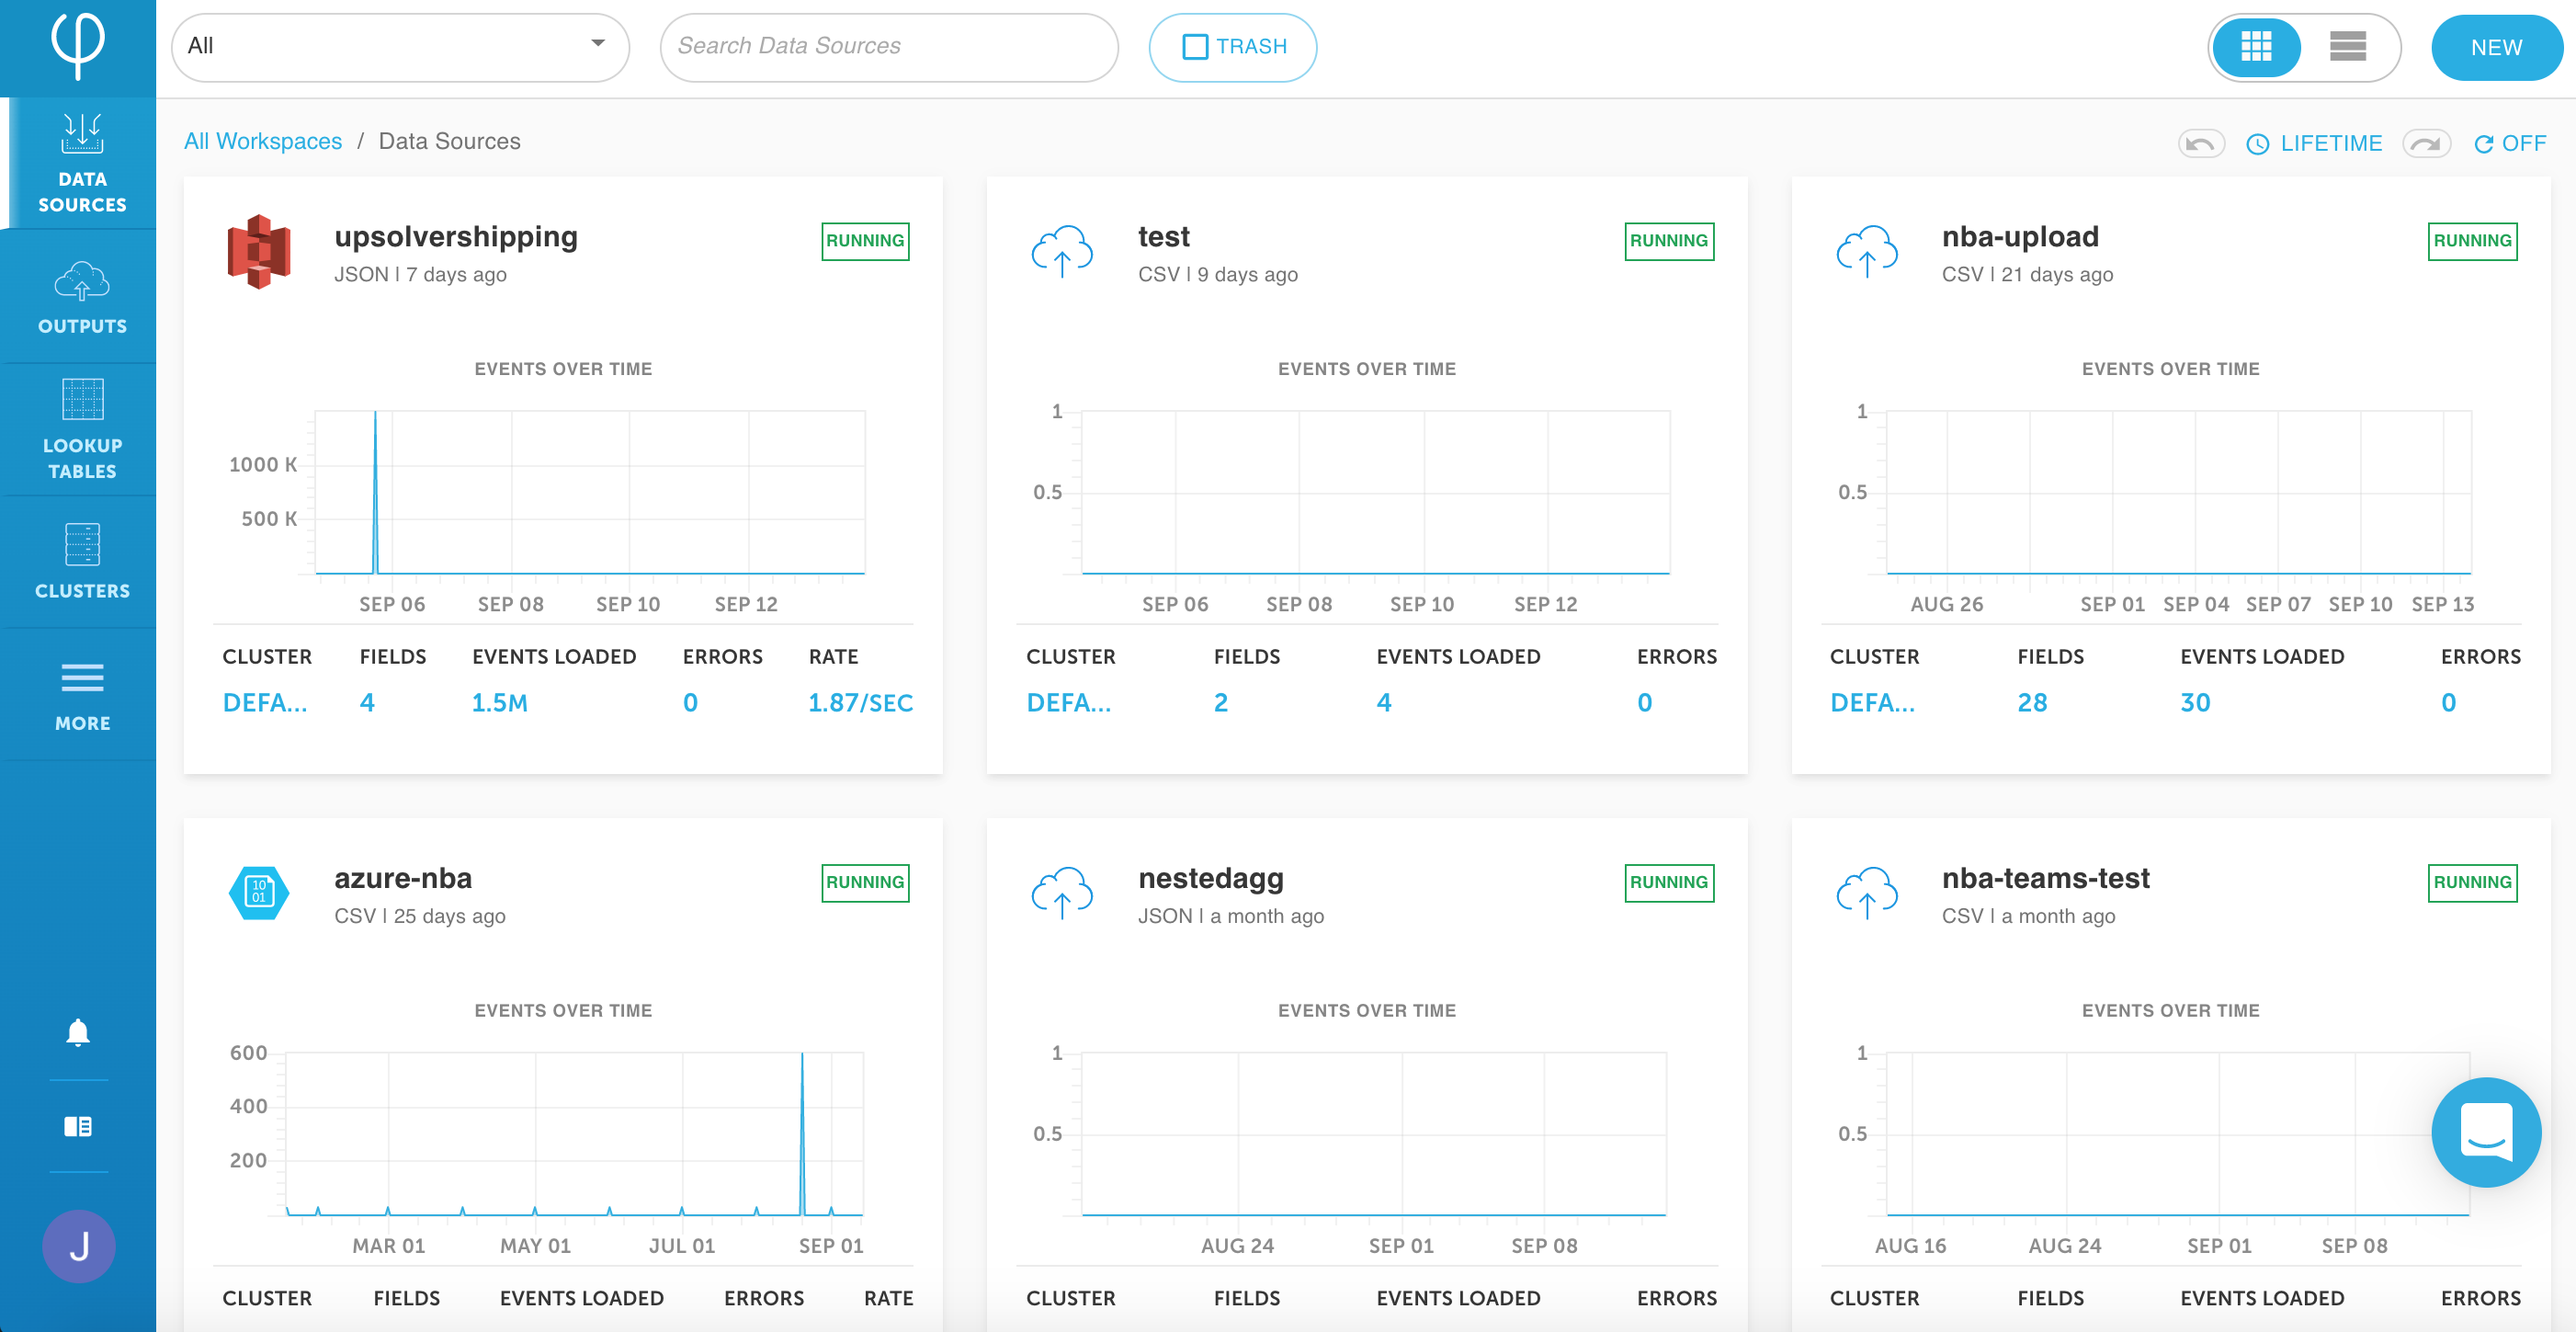 All
Search Data Sources
TRASH
NEW
All Workspaces / Data Sources
LIFETIME
OFF
DATA
SOURCES
OUTPUTS
LOOKUP
TABLES
CLUSTERS
MORE
J
upsolvershipping
RUNNING
JSON | 7 days ago
EVENTS OVER TIME
1000 K
500 K
SEP 06 SEP 08 SEP 10 SEP 12
CLUSTER FIELDS EVENTS LOADED ERRORS RATE
DEFA... 4 1.5M 0 1.87/SEC
test
RUNNING
CSV | 9 days ago
EVENTS OVER TIME
1
0.5
SEP 06 SEP 08 SEP 10 SEP 12
CLUSTER FIELDS EVENTS LOADED ERRORS
DEFA... 2 4 0
nba-upload
RUNNING
CSV | 21 days ago
EVENTS OVER TIME
1
0.5
AUG 26 SEP 01 SEP 04 SEP 07 SEP 10 SEP 13
CLUSTER FIELDS EVENTS LOADED ERRORS
DEFA... 28 30 0
10
01
azure-nba
RUNNING
CSV | 25 days ago
EVENTS OVER TIME
600
400
200
MAR 01 MAY 01 JUL 01 SEP 01
CLUSTER FIELDS EVENTS LOADED ERRORS RATE
nestedagg
RUNNING
JSON | a month ago
EVENTS OVER TIME
1
0.5
AUG 24 SEP 01 SEP 08
CLUSTER FIELDS EVENTS LOADED ERRORS
nba-teams-test
RUNNING
CSV | a month ago
EVENTS OVER TIME
1
0.5
AUG 16 AUG 24 SEP 01 SEP 08
CLUSTER FIELDS EVENTS LOADED ERRORS